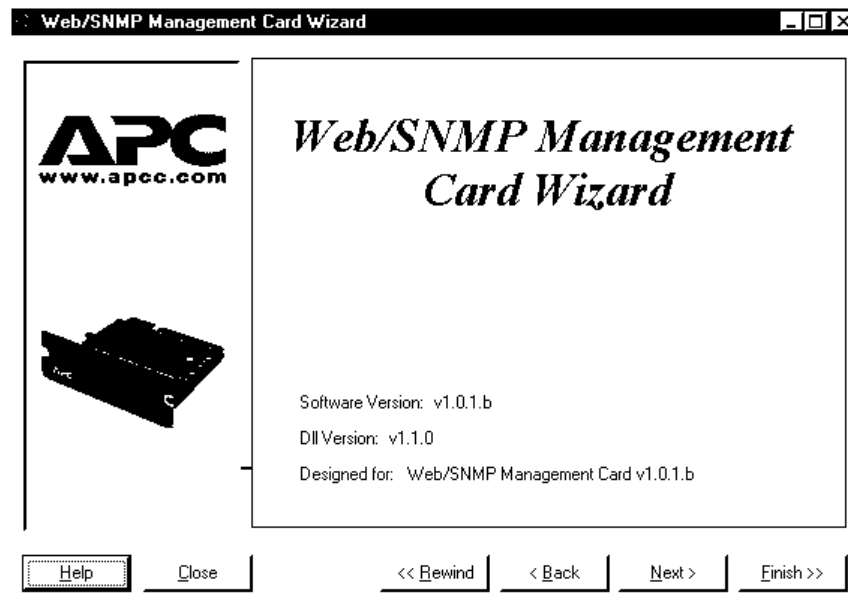 Web/SNMP Management Card Wizard
APC
www.apcc.com
Web/SNMP Management
Card Wizard
APC
Software Version: v1.0.1.b
Dll Version: v1.1.0
Designed for: Web/SNMP Management Card v1.0.1.b
Help
Close
<< Rewind
< Back
Next >
Finish >>